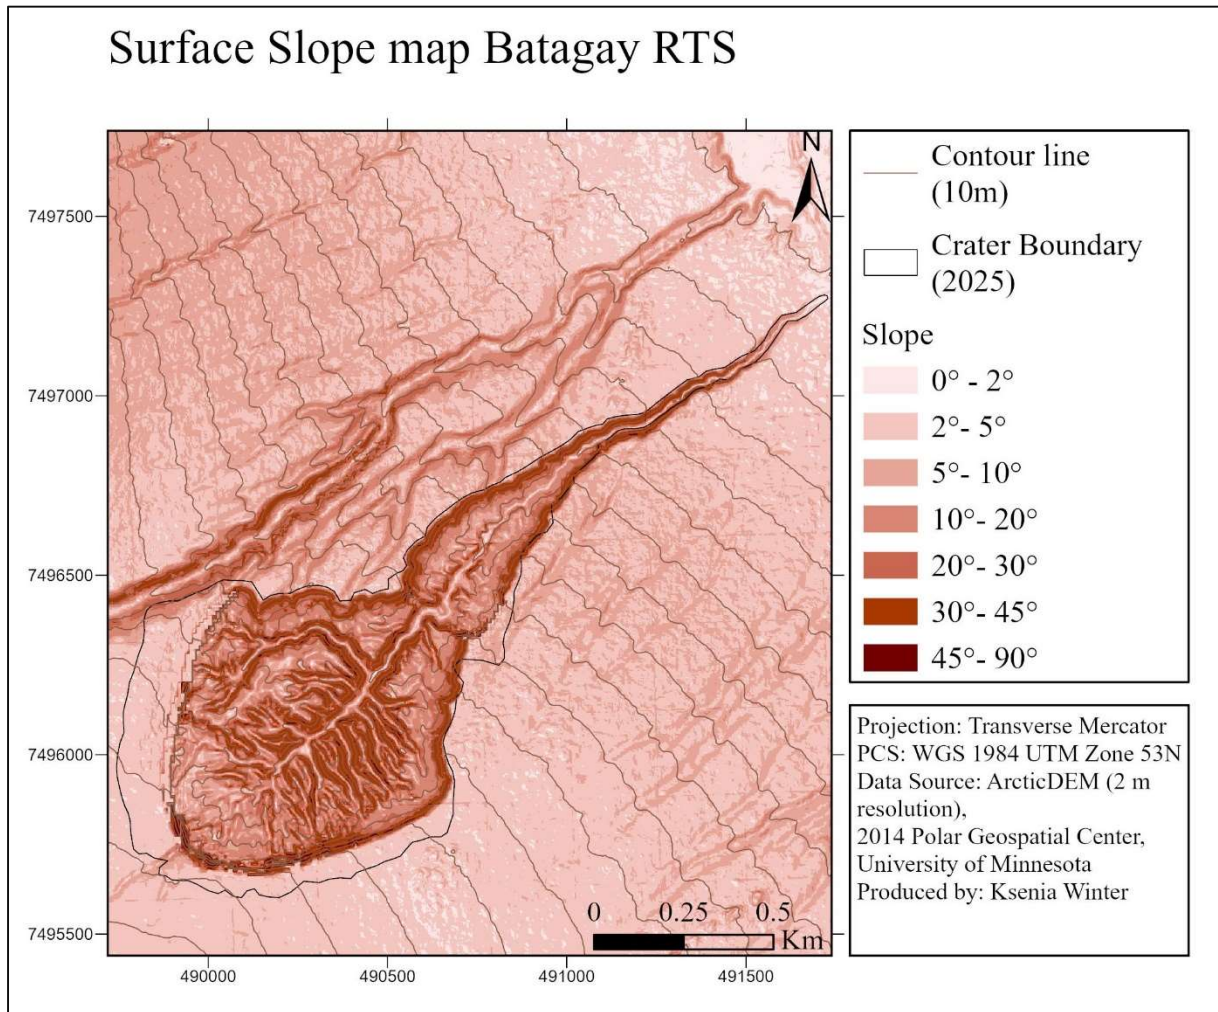 Surface Slope map Batagay RTS
N
7497500
7497000
7496500
7496000
7495500
490000
490500
491000
491500
0 0.25 0.5
Km
Contour line
(10m)
Crater Boundary
(2025)
Slope
0° - 2°
2°- 5°
5°- 10°
10°- 20°
20°- 30°
30°- 45°
45°- 90°
Projection: Transverse Mercator
PCS: WGS 1984 UTM Zone 53N
Data Source: ArcticDEM (2 m
resolution),
2014 Polar Geospatial Center,
University of Minnesota
Produced by: Ksenia Winter